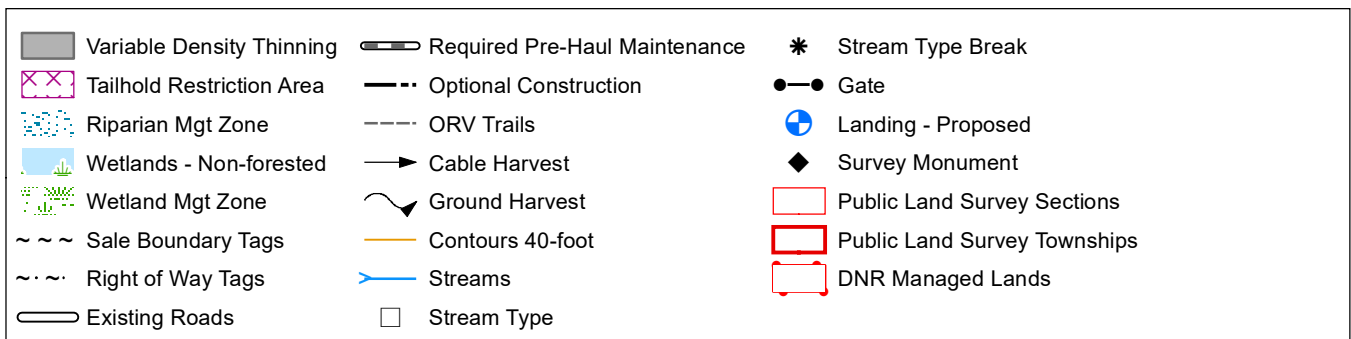 Variable Density Thinning
Tailhold Restriction Area
Riparian Mgt Zone
Wetlands - Non-forested
Wetland Mgt Zone
Sale Boundary Tags
Right of Way Tags
Existing Roads
Required Pre-Haul Maintenance
Optional Construction
ORV Trails
Cable Harvest
Ground Harvest
Contours 40-foot
Streams
Stream Type
Stream Type Break
Gate
Landing - Proposed
Survey Monument
Public Land Survey Sections
Public Land Survey Townships
DNR Managed Lands